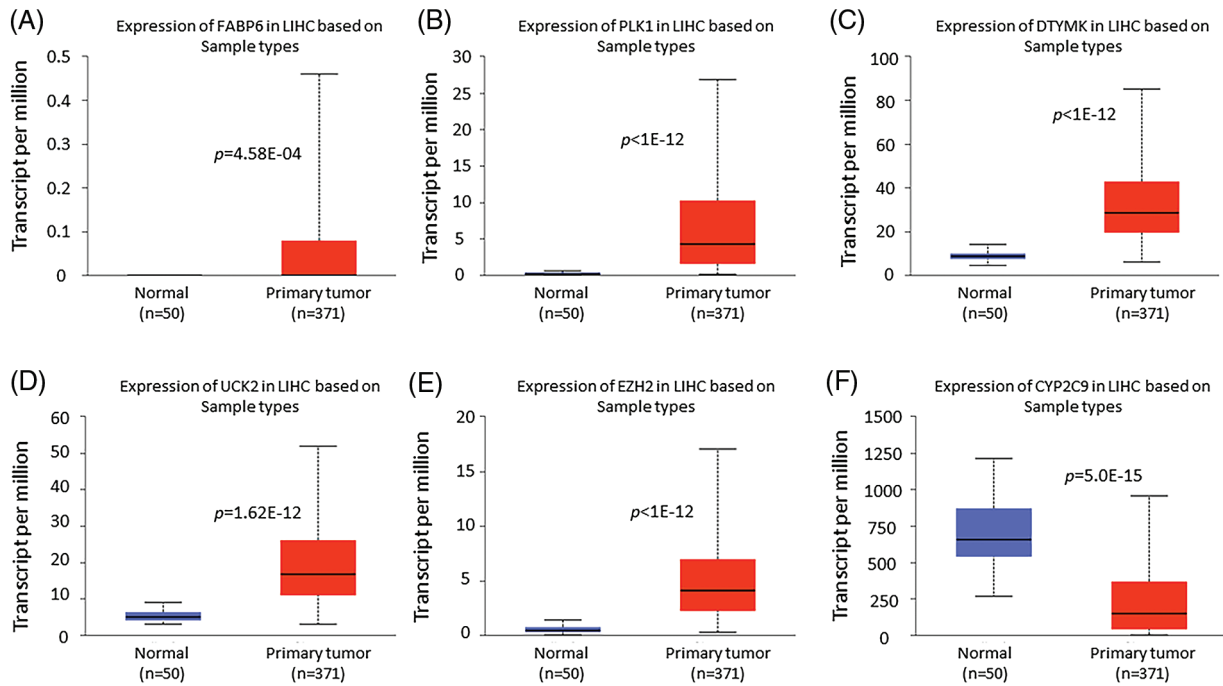 (A)
Expression of FABP6 in LIHC based on
Sample types
Transcript per million
0.5
0.4
0.3
0.2
0.1
0
p=4.58E-04
Normal
(n=50)
Primary tumor
(n=371)
(B)
Expression of PLK1 in LIHC based on
Sample types
Transcript per million
30
25
20
15
10
5
0
p<1E-12
Normal
(n=50)
Primary tumor
(n=371)
(C)
Expression of DTYMK in LIHC based on
Sample types
Transcript per million
100
80
60
40
20
0
p<1E-12
Normal
(n=50)
Primary tumor
(n=371)
(D)
Expression of UCK2 in LIHC based on
Sample types
Transcript per million
60
50
40
30
20
10
0
p=1.62E-12
Normal
(n=50)
Primary tumor
(n=371)
(E)
Expression of EZH2 in LIHC based on
Sample types
Transcript per million
20
15
10
5
0
p<1E-12
Normal
(n=50)
Primary tumor
(n=371)
(F)
Expression of CYP2C9 in LIHC based on
Sample types
Transcript per million
1500
1250
1000
750
500
250
0
p=5.0E-15
Normal
(n=50)
Primary tumor
(n=371)